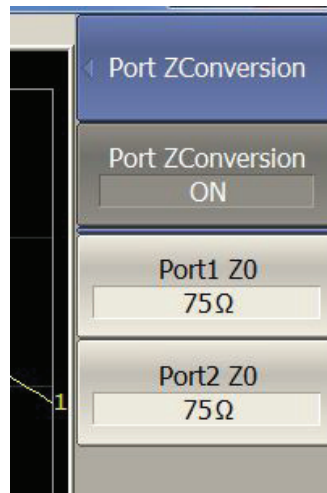 Port ZConversion
Port ZConversion
ON
Port1 Z0
75Ω
Port2 Z0
75Ω
1